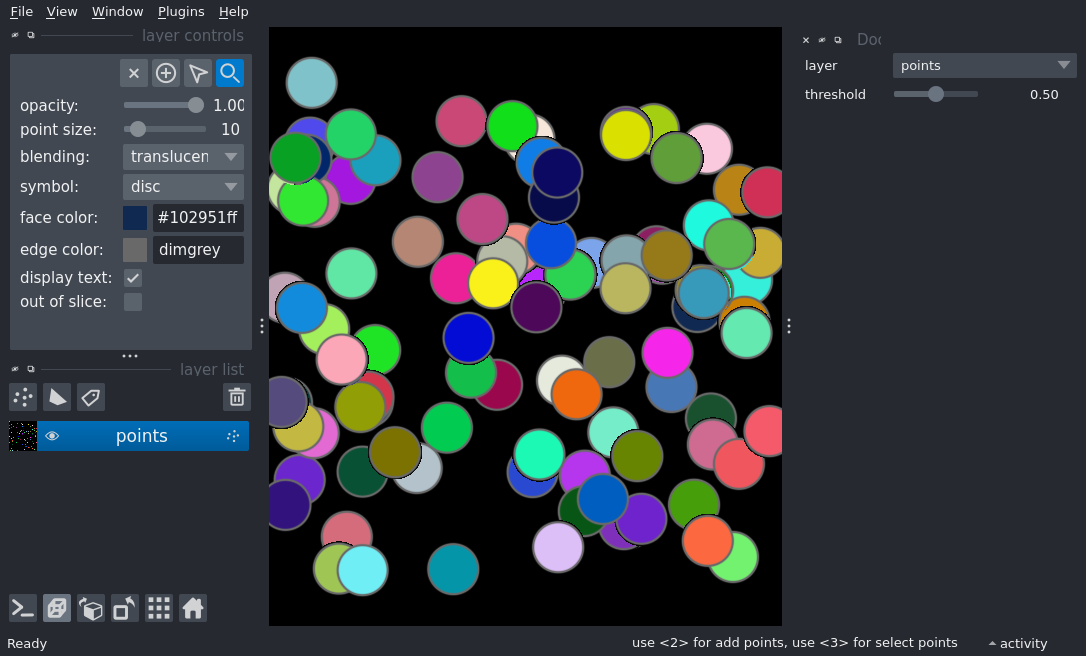 File View Window Plugins Help
layer controls
opacity: 1.00
point size: 10
blending: translucen
symbol: disc
face color: #102951ff
edge color: dimgrey
display text:
out of slice:
layer list
points
Ready
layer points
threshold 0.50
use <2> for add points, use <3> for select points
activity